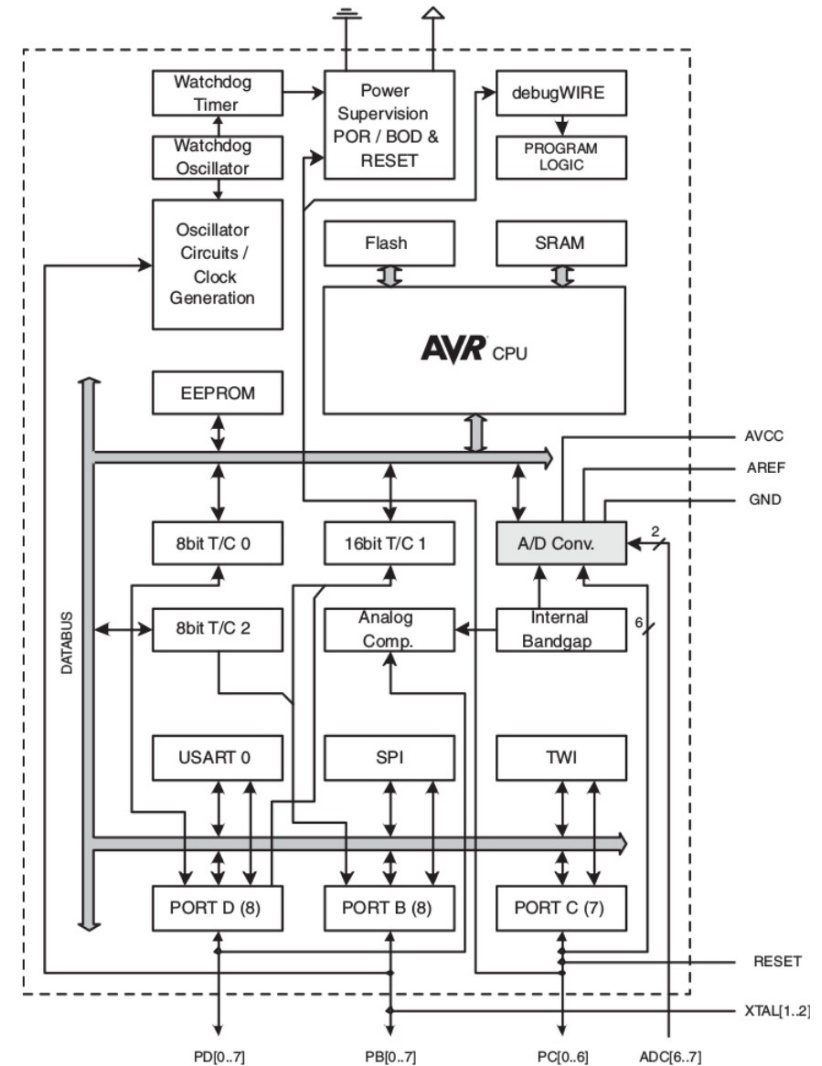 Watchdog
Timer
Power
Supervision
POR / BOD &
RESET
debugWIRE
Watchdog
Oscillator
PROGRAM
LOGIC
Oscillator
Circuits /
Clock
Generation
Flash
SRAM
AVR CPU
EEPROM
AVCC
AREF
GND
8bit T/C 0
16bit T/C 1
A/D Conv.
2
DATABUS
8bit T/C 2
Analog
Comp.
Internal
Bandgap
6
USART 0
SPI
TWI
PORT D (8)
PORT B (8)
PORT C (7)
RESET
XTAL[1..2]
PD[0..7]
PB[0..7]
PC[0..6]
ADC[6..7]